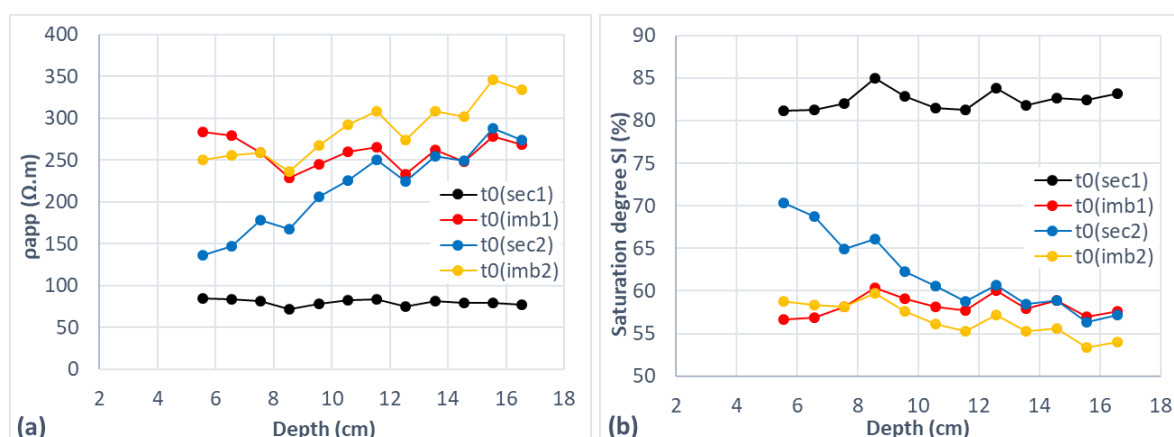 400
350
300
250
200
150
100
50
0
ρapp (Ω.m)
t0(sec1)
t0(imb1)
t0(sec2)
t0(imb2)
2 4 6 8 10 12 14 16 18
(a) Depth (cm)
90
85
80
75
70
65
60
55
50
Saturation degree SI (%)
t0(sec1)
t0(imb1)
t0(sec2)
t0(imb2)
2 4 6 8 10 12 14 16 18
(b) Depth (cm)